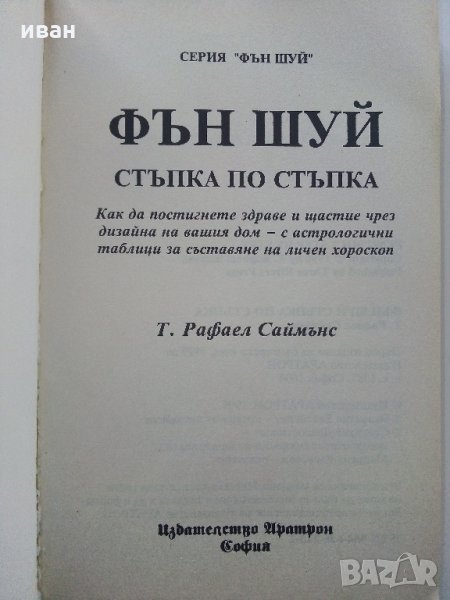 иван
СЕРИЯ "ФЪН ШУЙ"
ФЪН ШУЙ
СТЪПКА ПО СТЪПКА
Как да постигнете здраве и щастие чрез
дизайна на вашия дом – с астрологични
таблици за съставяне на личен хороскоп
Т. Рафаел Саймънс
Издателство Аратрон
София
BAZAR